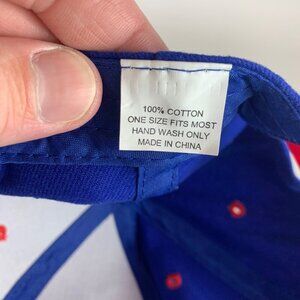 100% COTTON
ONE SIZE FITS MOST
HAND WASH ONLY
MADE IN CHINA